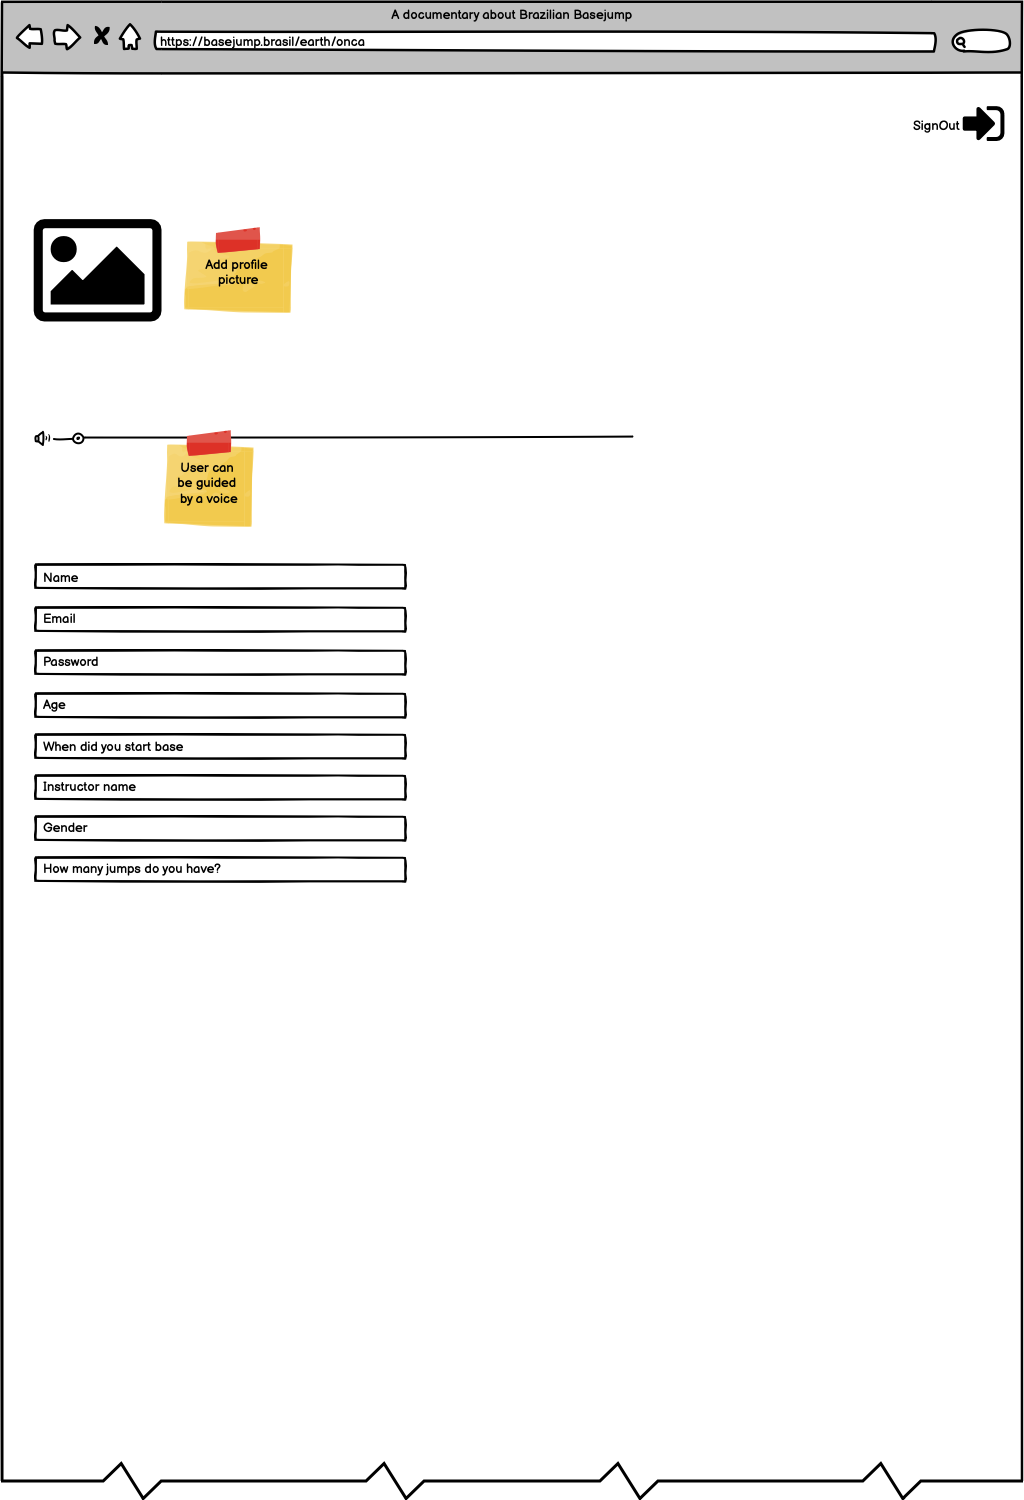 A documentary about Brazilian Basejump
https://basejump.brasil/earth/onca
SignOut
Add profile
picture
User can
be guided
by a voice
Name
Email
Password
Age
When did you start base
Instructor name
Gender
How many jumps do you have?